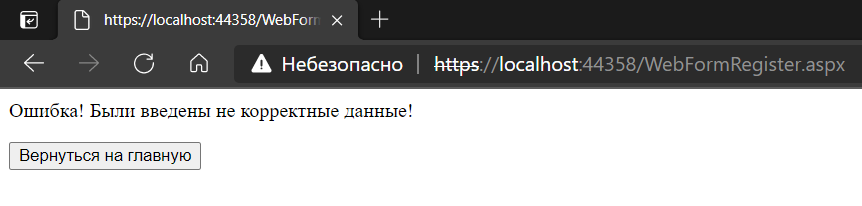 https://localhost:44358/WebForm
Небезопасно | https://localhost:44358/WebFormRegister.aspx
Ошибка! Были введены не корректные данные!
Вернуться на главную